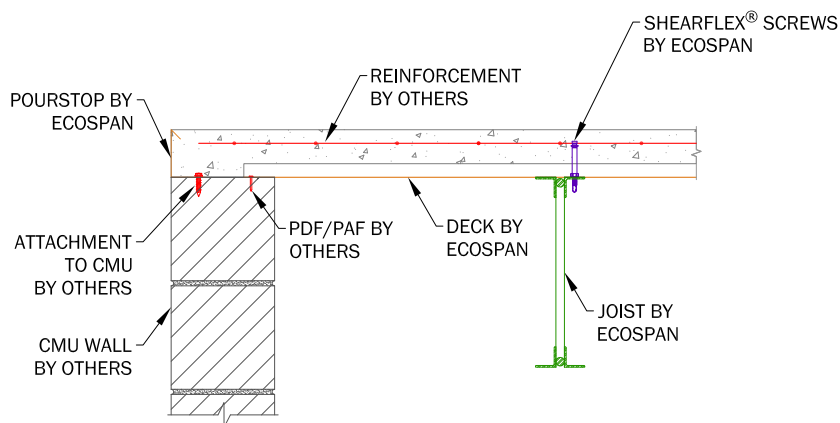 SHEARFLEX® SCREWS
BY ECOSPAN
REINFORCEMENT
BY OTHERS
POURSTOP BY
ECOSPAN
ATTACHMENT
TO CMU
BY OTHERS
PDF/PAF BY
OTHERS
DECK BY
ECOSPAN
JOIST BY
ECOSPAN
CMU WALL
BY OTHERS